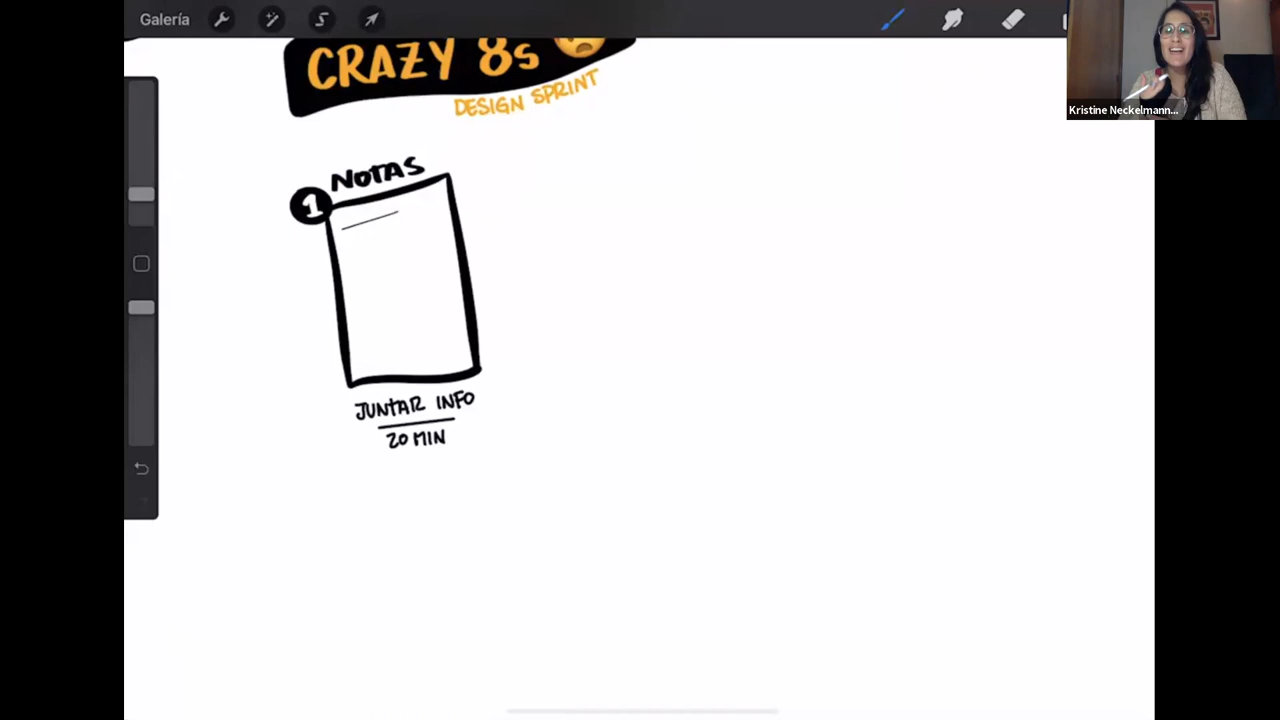 Galería
CRAZY 8s
DESIGN SPRINT
NOTAS
1
JUNTAR INFO
20 MIN
Kristine Neckelmann...